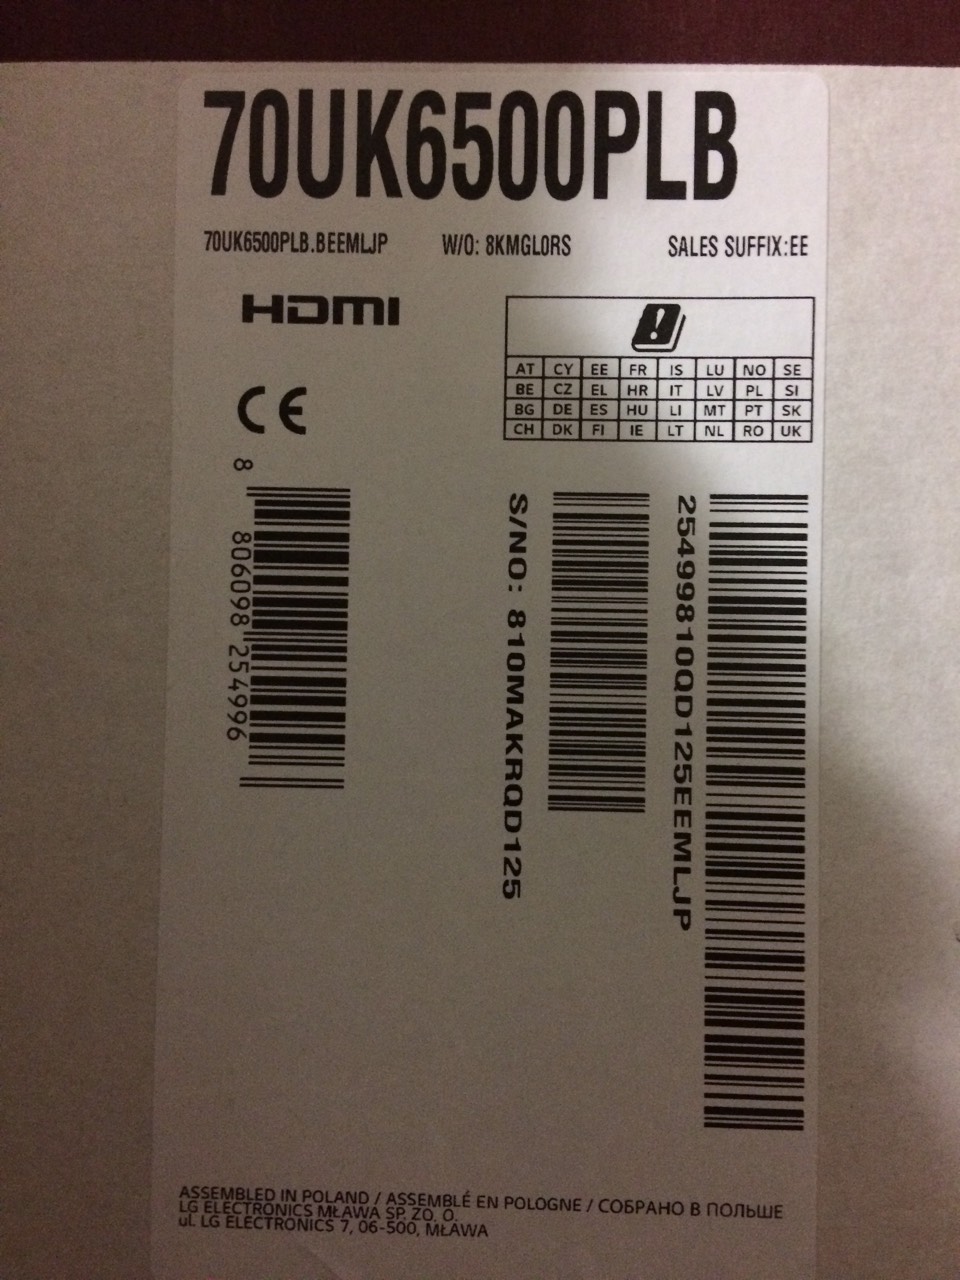 70UK6500PLB
70UK6500PLB.BEEMLJP W/O: 8KMGL0RS SALES SUFFIX:EE
HDMI
AT CY EE FR IS LU NO SE
BE CZ EL HR IT LV PL SI
BG DE ES HU LI MT PT SK
CH DK FI IE LT NL RO UK
CE
8 806098 254996
S/NO: 810MAKRQD125
25499810QD125EEMLJP
ASSEMBLED IN POLAND / ASSEMBLÉ EN POLOGNE / СОБРАНО В ПОЛЬШЕ
LG ELECTRONICS MŁAWA SP. ZO. O.
ul. LG ELECTRONICS 7, 06-500, MŁAWA